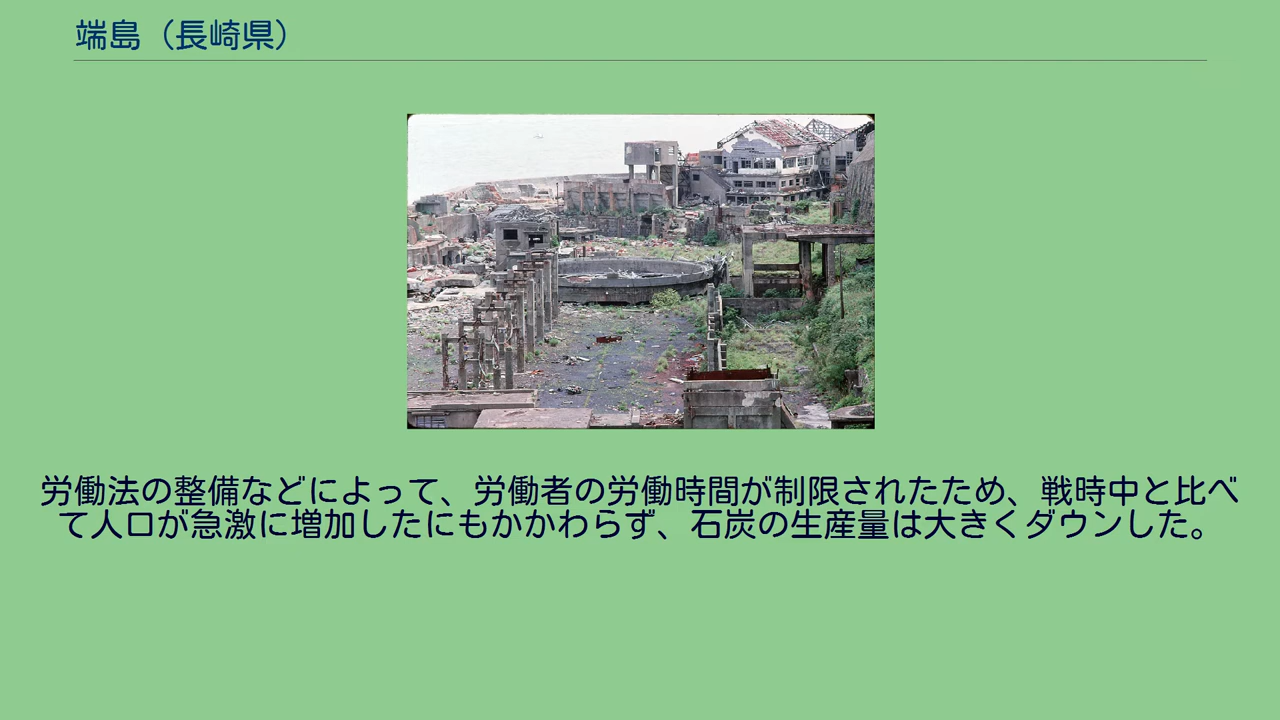 端島（長崎県）
労働法の整備などによって、労働者の労働時間が制限されたため、戦時中と比べ
て人口が急激に増加したにもかかわらず、石炭の生産量は大きくダウンした。